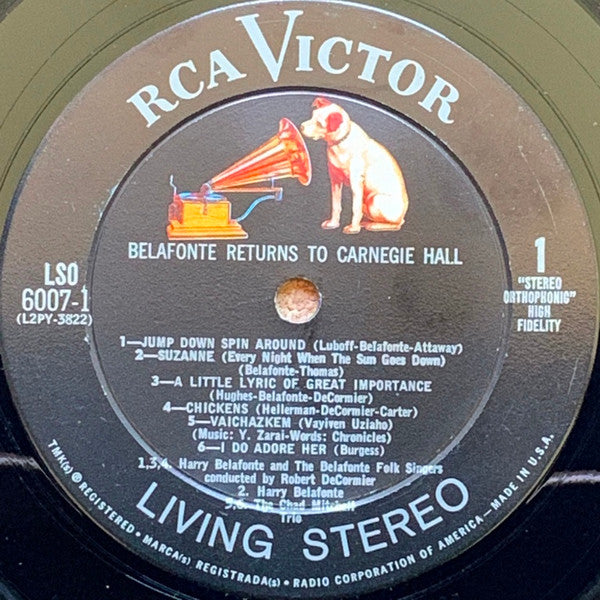 RCA VICTOR
BELAFONTE RETURNS TO CARNEGIE HALL
LSO
6007-1
(L2PY-3822)
1
"STEREO
ORTHOPHONIC"
HIGH
FIDELITY
1—JUMP DOWN SPIN AROUND (Luboff-Belafonte-Attaway)
2—SUZANNE (Every Night When The Sun Goes Down)
(Belafonte-Thomas)
3—A LITTLE LYRIC OF GREAT IMPORTANCE
(Hughes-Belafonte-DeCormier)
4—CHICKENS (Hellerman-DeCormier-Carter)
5—VAICHAZKEM (Vayiven Uziaho)
(Music: Y. Zarai-Words: Chronicles)
6—I DO ADORE HER (Burgess)
1,3,4. Harry Belafonte and The Belafonte Folk Singers
conducted by Robert DeCormier
2. Harry Belafonte
5,6. The Chad Mitchell
Trio
LIVING STEREO
TMK(s) ® REGISTERED • MARCA(s) REGISTRADA(s) • RADIO CORPORATION OF AMERICA—MADE IN U.S.A.